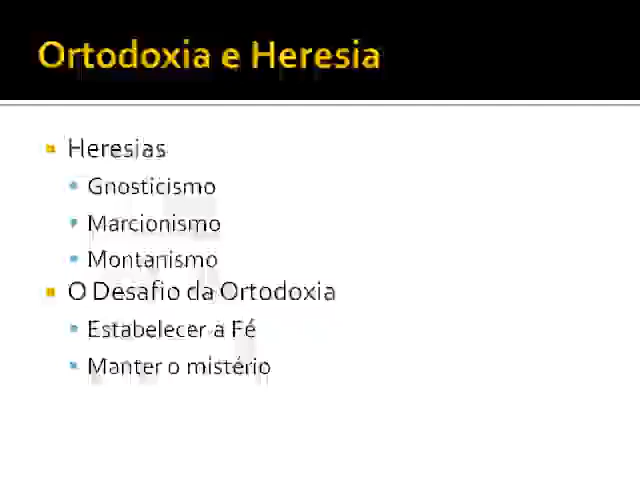 Ortodoxia e Heresia
Heresias
Gnosticismo
Marcionismo
Montanismo
O Desafio da Ortodoxia
Estabelecer a Fé
Manter o mistério